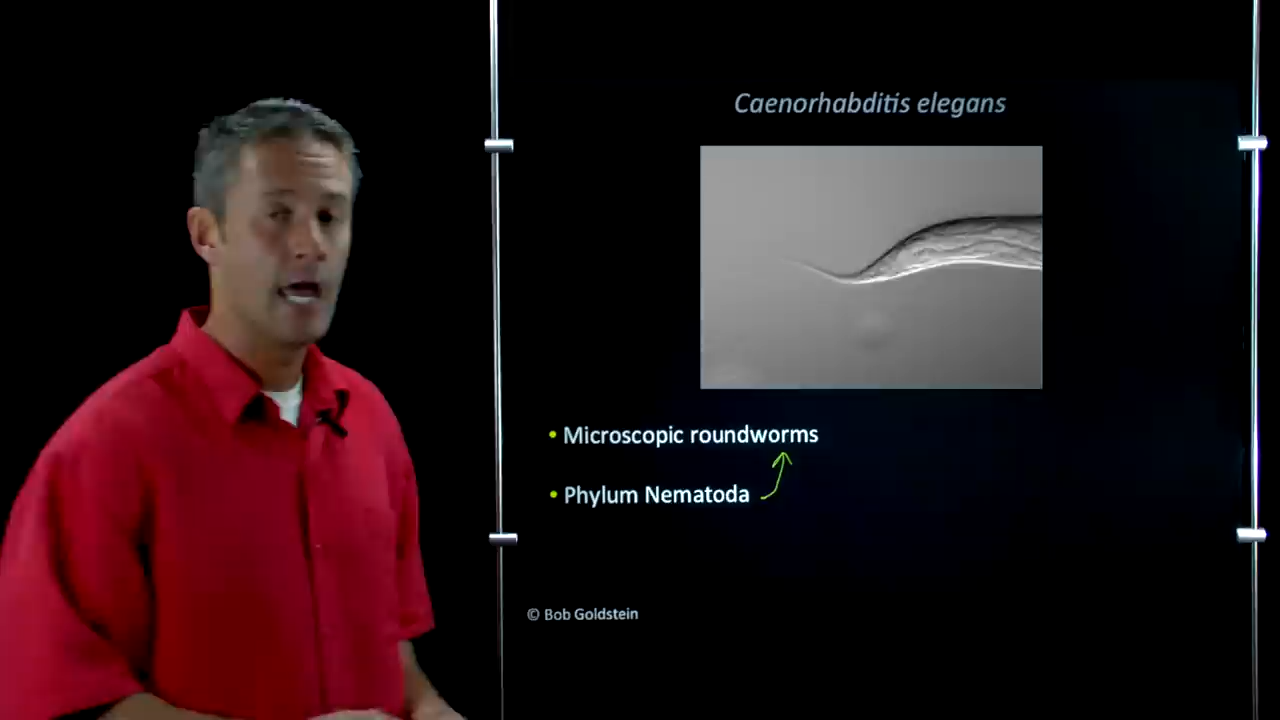 Caenorhabditis elegans
• Microscopic roundworms
• Phylum Nematoda
© Bob Goldstein